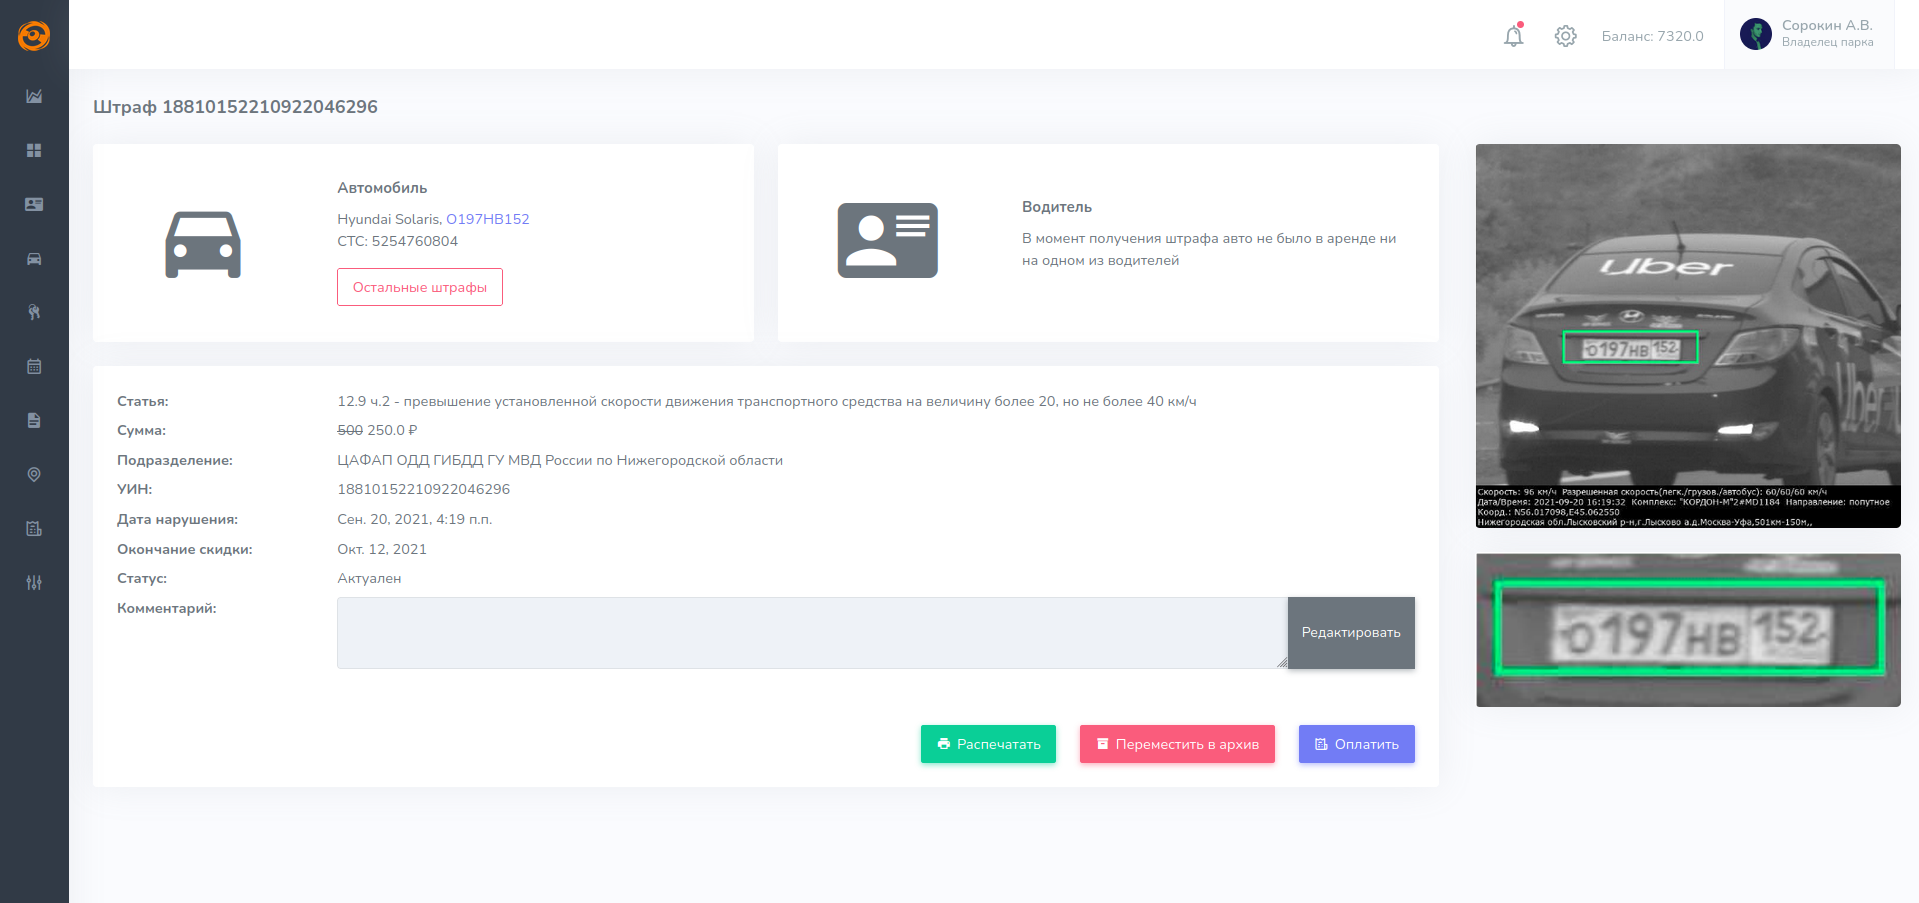 Баланс: 7320.0
Сорокин А.В.
Владелец парка
Штраф 18810152210922046296
Автомобиль
Hyundai Solaris, О197НВ152
СТС: 5254760804
Остальные штрафы
Водитель
В момент получения штрафа авто не было в аренде ни
на одном из водителей
Статья: 12.9 ч.2 - превышение установленной скорости движения транспортного средства на величину более 20, но не более 40 км/ч
Сумма: 500 250.0 ₽
Подразделение: ЦАФАП ОДД ГИБДД ГУ МВД России по Нижегородской области
УИН: 18810152210922046296
Дата нарушения: Сен. 20, 2021, 4:19 п.п.
Окончание скидки: Окт. 12, 2021
Статус: Актуален
Комментарий:
Редактировать
Распечатать
Переместить в архив
Оплатить
Uber
О197НВ 152
Uber
Скорость: 96 км/ч Разрешенная скорость(легк./грузов./автобус): 60/60/60 км/ч
Дата/Время: 2021-09-20 16:19:32 Комплекс: "КОРДОН-М"2#MD1184 Направление: попутное
Коорд.: N56.017098,E45.062550
Нижегородская обл.Лысковский р-н,г.Лысково а.д.Москва-Уфа,501км-150м,,
О197НВ 152